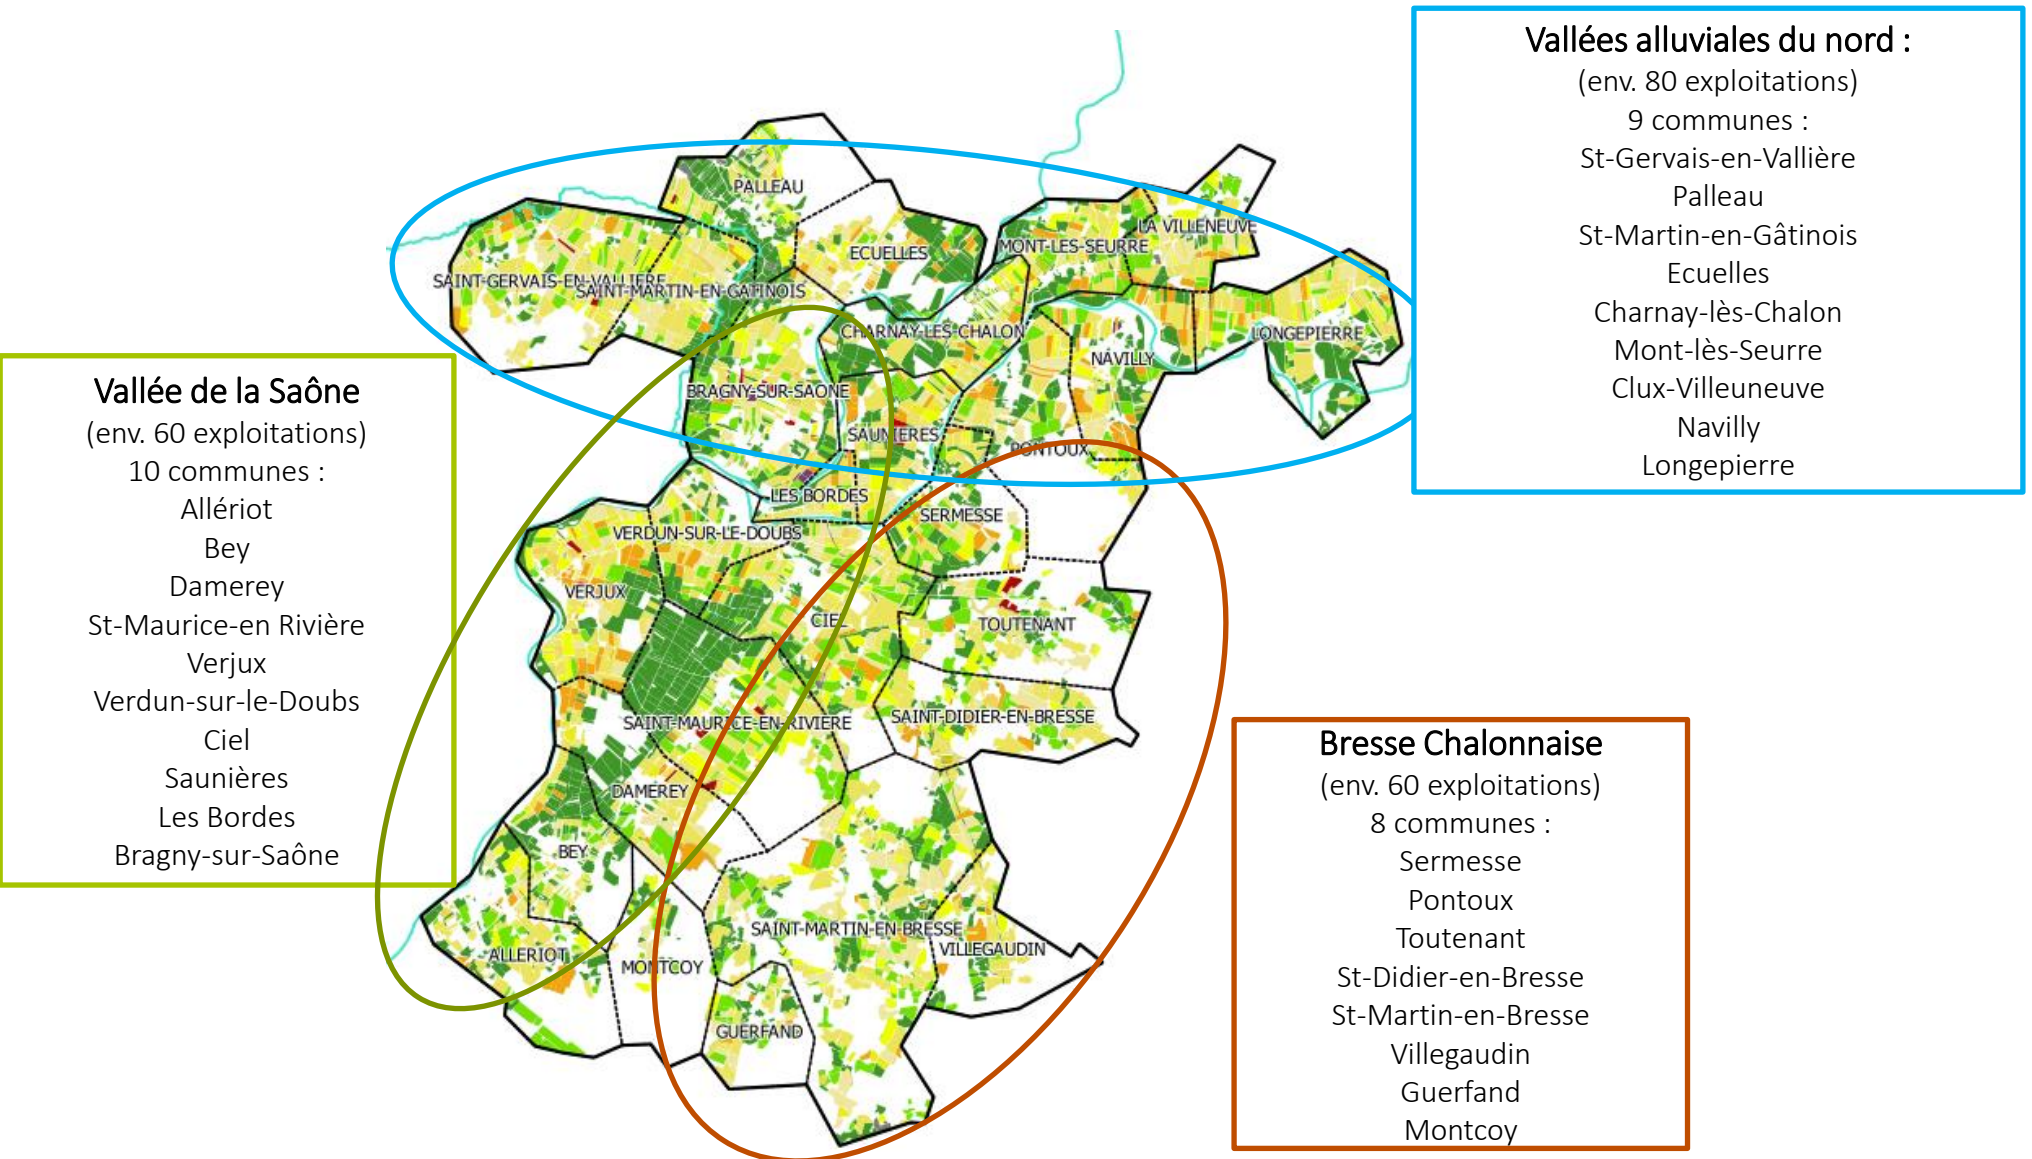 Vallées alluviales du nord :
(env. 80 exploitations)
9 communes :
St-Gervais-en-Vallière
Palleau
St-Martin-en-Gâtinois
Ecuelles
Charnay-lès-Chalon
Mont-lès-Seurre
Clux-Villeuneuve
Navilly
Longepierre
Vallée de la Saône
(env. 60 exploitations)
10 communes :
Allériot
Bey
Damerey
St-Maurice-en Rivière
Verjux
Verdun-sur-le-Doubs
Ciel
Saunières
Les Bordes
Bragny-sur-Saône
Bresse Chalonnaise
(env. 60 exploitations)
8 communes :
Sermesse
Pontoux
Toutenant
St-Didier-en-Bresse
St-Martin-en-Bresse
Villegaudin
Guerfand
Montcoy
PALLEAU
LA VILLENEUVE
MONT-LES-SEURRE
ECUELLES
SAINT-GERVAIS-EN-VALLIERE
SAINT-MARTIN-EN-GATINOIS
CHARNAY-LES-CHALON
LONGEPIERRE
NAVILLY
BRAGNY-SUR-SAONE
SAUNIERES
PONTOUX
LES BORDES
SERMESSE
VERDUN-SUR-LE-DOUBS
VERJUX
CIEL
TOUTENANT
SAINT-MAURICE-EN-RIVIERE
SAINT-DIDIER-EN-BRESSE
DAMEREY
BEY
SAINT-MARTIN-EN-BRESSE
VILLEGAUDIN
ALLERIOT
MONTCOY
GUERFAND